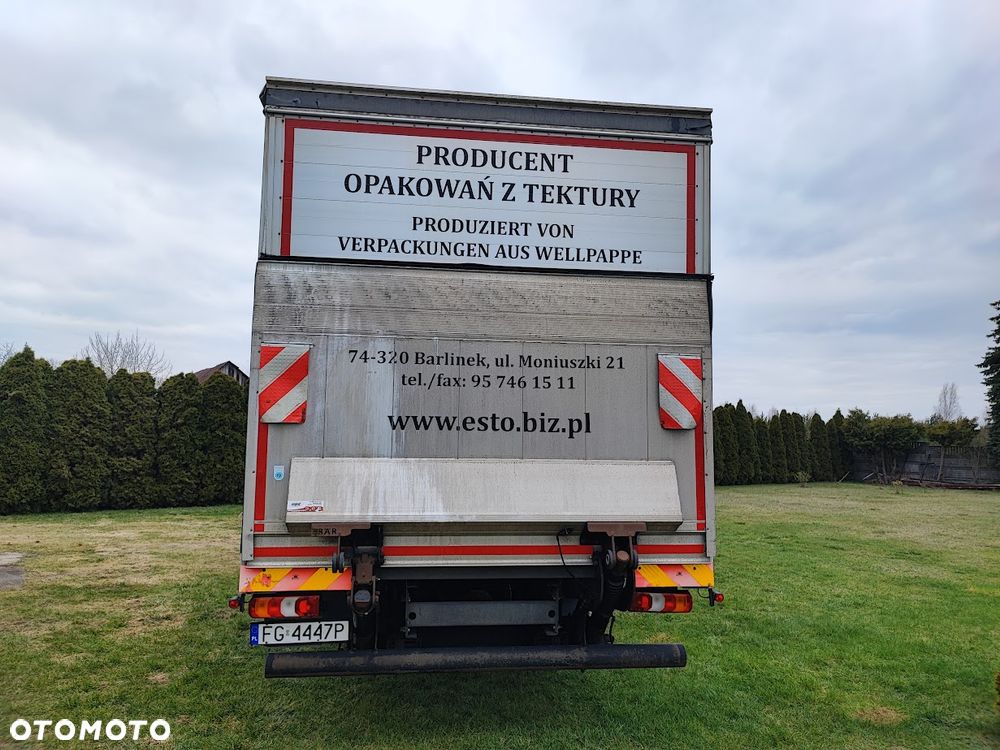 PRODUCENT
OPAKOWAŃ Z TEKTURY
PRODUZIERT VON
VERPACKUNGEN AUS WELLPAPPE
74-320 Barlinek, ul. Moniuszki 21
tel./fax: 95 746 15 11
www.esto.biz.pl
PL
FG 4447P
OTOMOTO